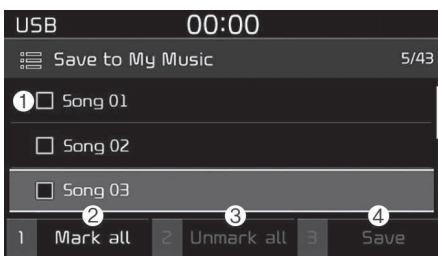 USB 00:00
Save to My Music 5/43
1 Song 01
Song 02
Song 03
2 3 4
1 Mark all 2 Unmark all 3 Save